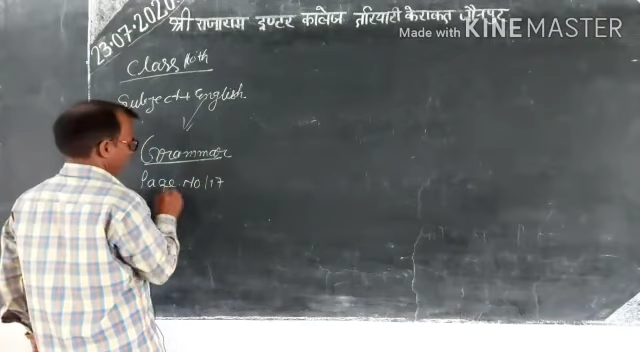 23.07.2020
श्री राजाराम इण्टर कालेज तरियारी केराकत जौनपुर
Made with KINEMASTER
Class 10th
Subject + English
Grammar
Page. NO/17